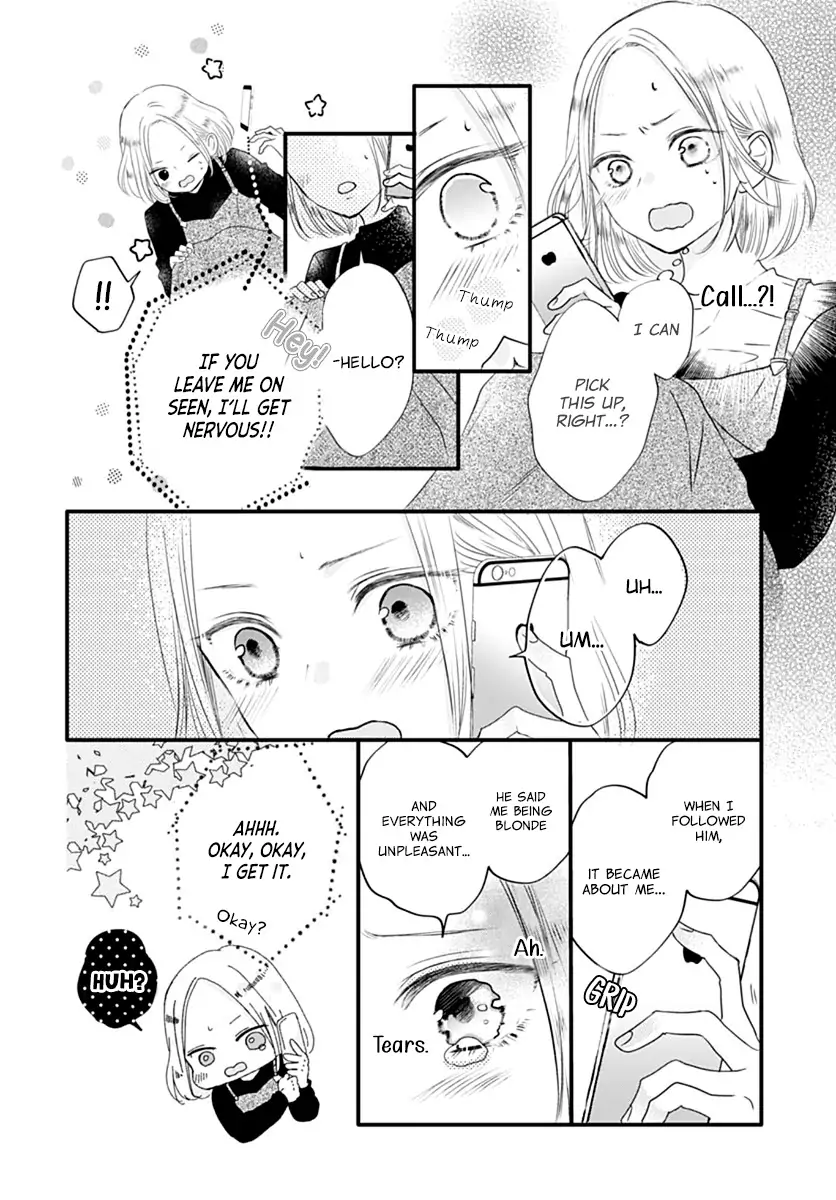 Call...?!
I CAN
PICK
THIS UP,
RIGHT...?
Thump
Thump
-HELLO?
Hey!
IF YOU
LEAVE ME ON
SEEN, I'LL GET
NERVOUS!!
!!
UH...
UM...
WHEN I
FOLLOWED
HIM,
IT BECAME
ABOUT ME...
GRIP
HE SAID
ME BEING
BLONDE
AND
EVERYTHING
WAS
UNPLEASANT...
Ah.
Tears.
AHHH.
OKAY, OKAY,
I GET IT.
Okay?
HUH?